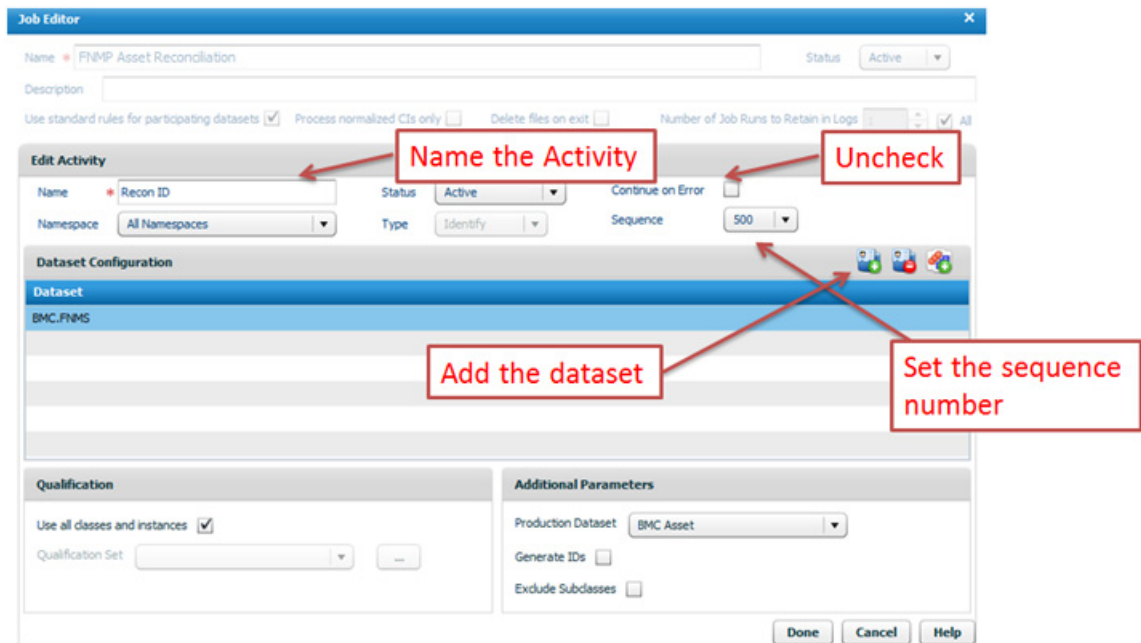 Job Editor
Name * FNMP Asset Reconciliation Status Active
Description
Use standard rules for participating datasets Process normalized CIs only Delete files on exit Number of Job Runs to Retain in Logs All
Edit Activity
Name the Activity
Uncheck
Name * Recon ID Status Active Continue on Error
Namespace All Namespaces Type Identify Sequence 500
Dataset Configuration
Dataset
BMC.FNMS
Add the dataset
Set the sequence
number
Qualification
Use all classes and instances
Qualification Set ...
Additional Parameters
Production Dataset BMC Asset
Generate IDs
Exclude Subclasses
Done Cancel Help